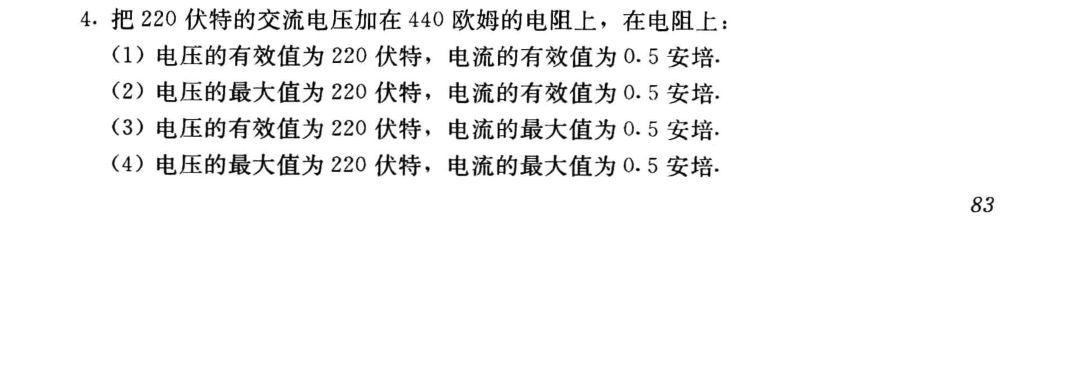 4. 把 220 伏特的交流电压加在 440 欧姆的电阻上，在电阻上：
（1）电压的有效值为 220 伏特，电流的有效值为 0.5 安培.
（2）电压的最大值为 220 伏特，电流的有效值为 0.5 安培.
（3）电压的有效值为 220 伏特，电流的最大值为 0.5 安培.
（4）电压的最大值为 220 伏特，电流的最大值为 0.5 安培.
83